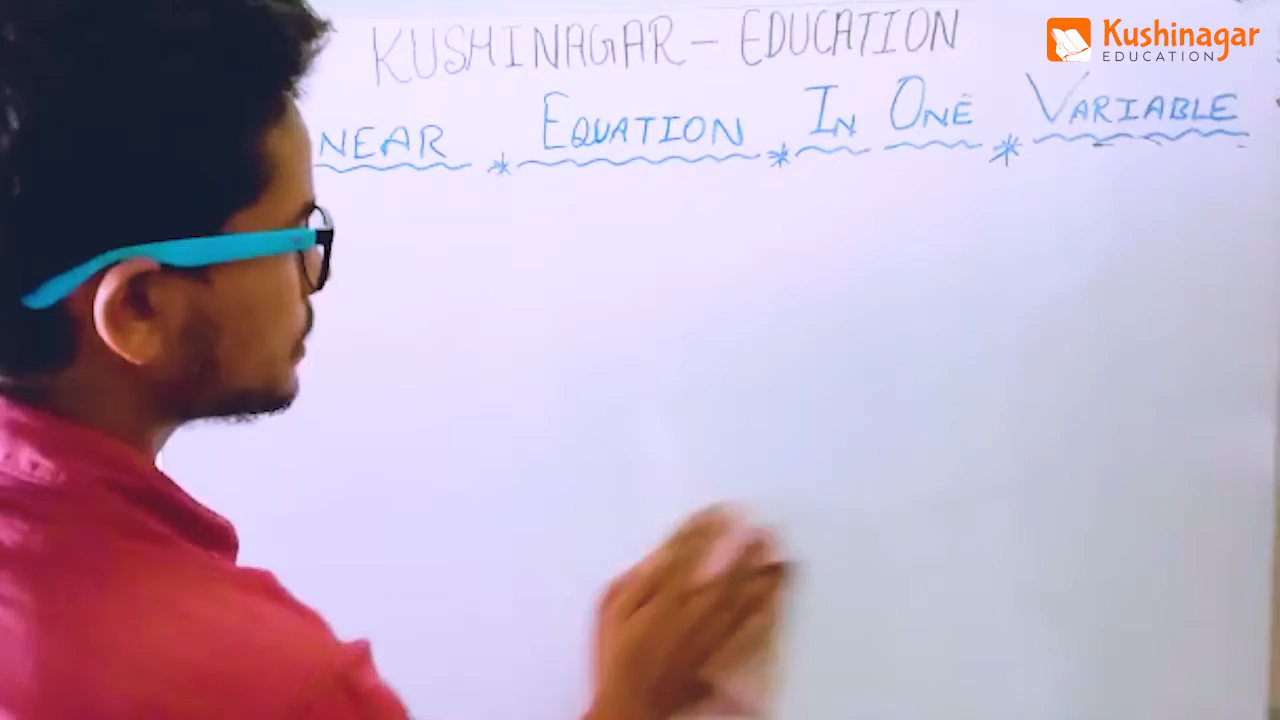 KUSHINAGAR - EDUCATION
Kushinagar
EDUCATION
NEAR * EQUATION * IN ONE * VARIABLE